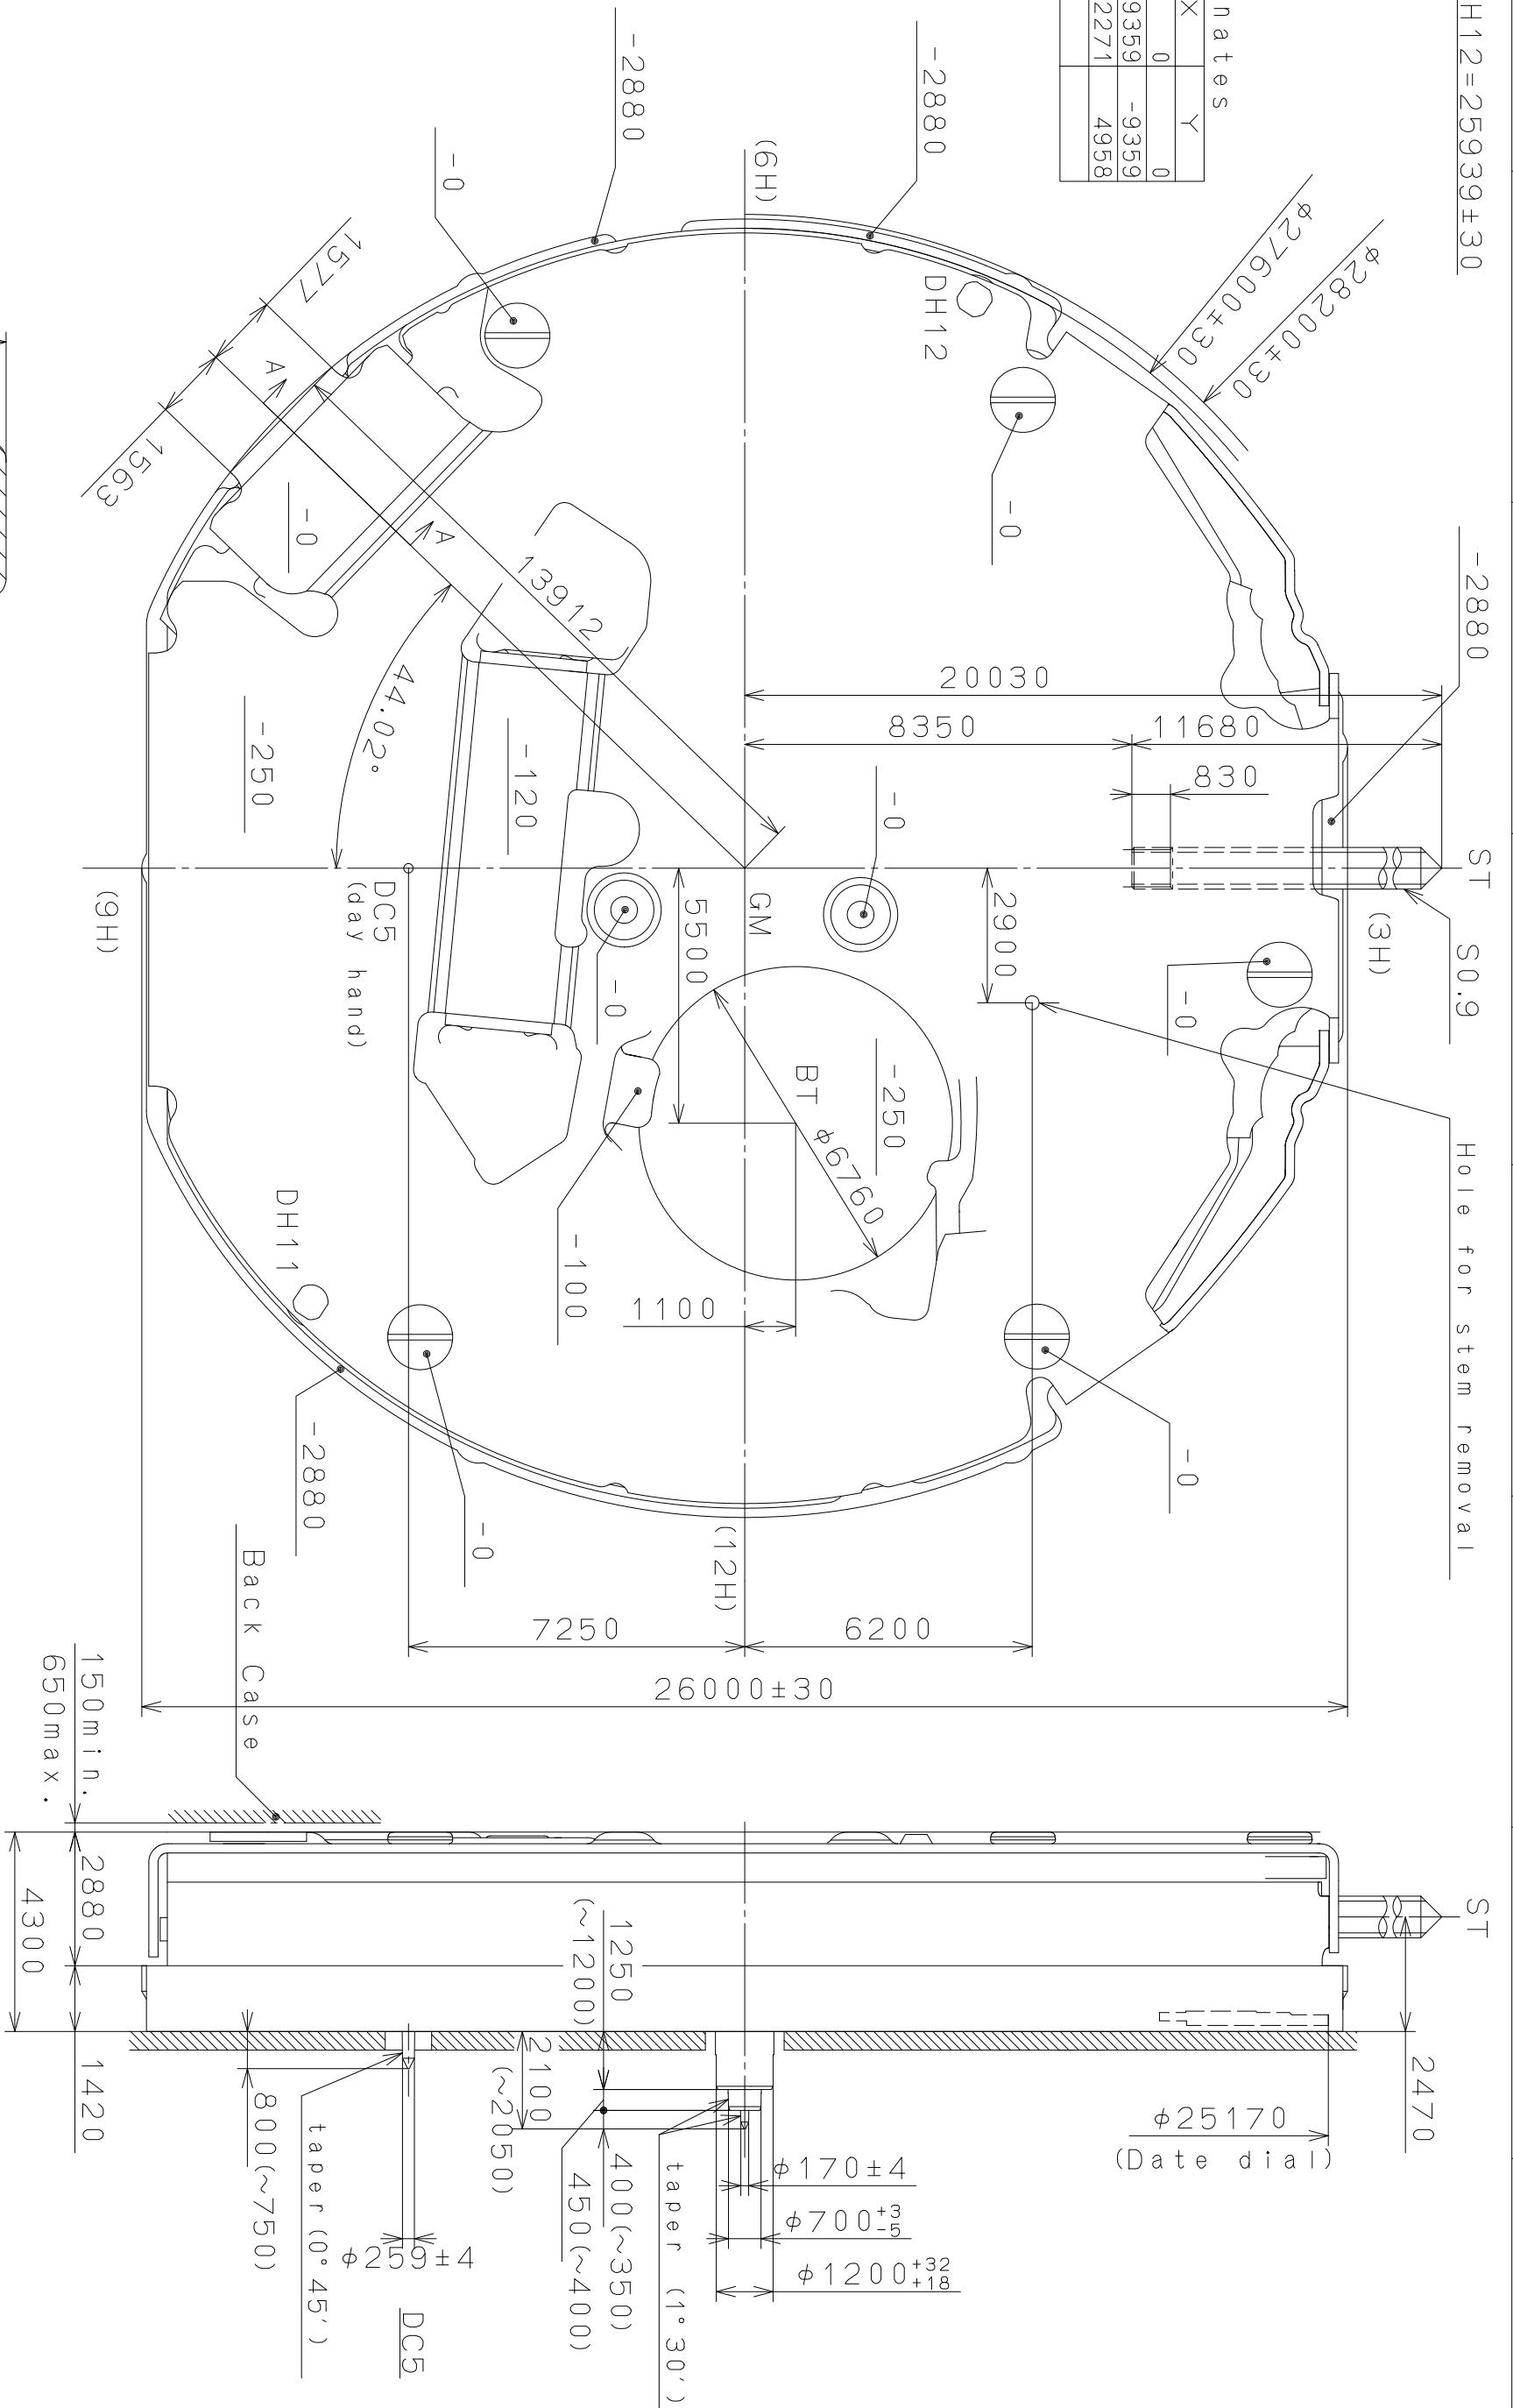 H12=25939±30
nates
X Y
0 0
9359 -9359
2271 4958
-2880
-2880
-0
(6H)
φ27600±30
φ28200±30
DH12
1577
1563
A
A
-0
-0
13912
44.02°
-250
-120
-2880
20030
8350
11680
830
ST
S0.9
(3H)
-0
-0
GM
2900
5500
DC5
(day hand)
(9H)
-0
BT φ6760
-250
-100
1100
Hole for stem removal
DH11
-2880
-0
-0
(12H)
7250
6200
26000±30
Back Case
150min.
650max.
2880
4300
1420
ST
2470
φ25170
(Date dial)
1250
(~1200)
2100
(~2050)
400(~350)
450(~400)
taper (1°30′)
φ170±4
φ700+3-5
φ1200+32+18
800(~750)
taper(0°45′)
φ259±4
DC5